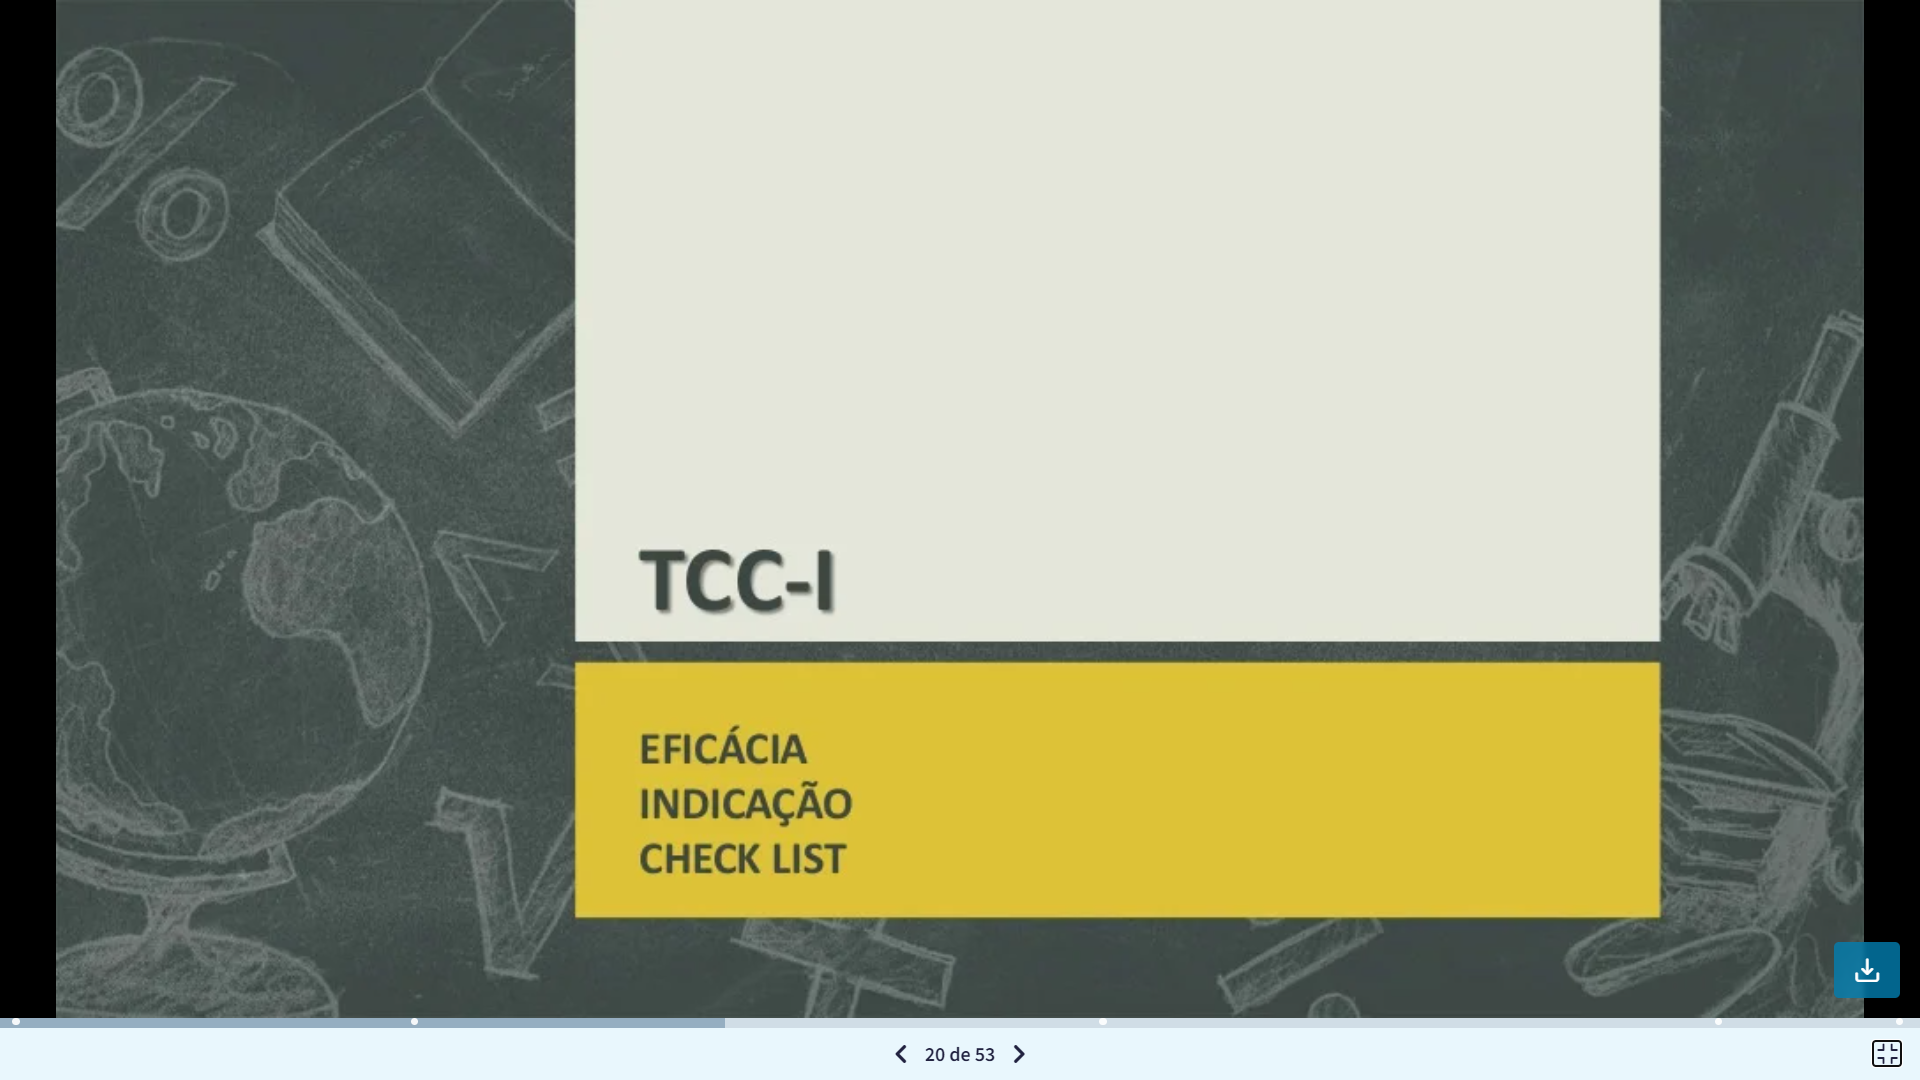 TCC-I
EFICÁCIA
INDICAÇÃO
CHECK LIST
20 de 53